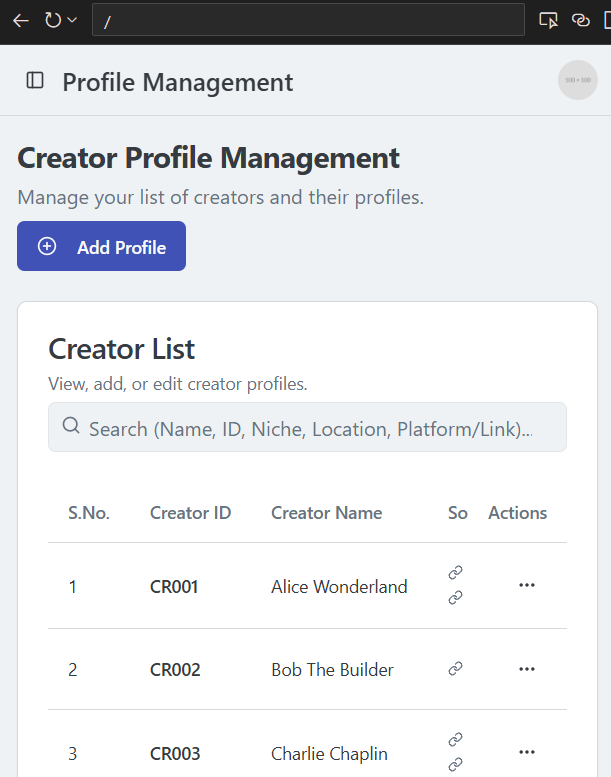 /
Profile Management
100 × 100
Creator Profile Management
Manage your list of creators and their profiles.
Add Profile
Creator List
View, add, or edit creator profiles.
Search (Name, ID, Niche, Location, Platform/Link)...
S.No. Creator ID Creator Name So Actions
1 CR001 Alice Wonderland ...
2 CR002 Bob The Builder ...
3 CR003 Charlie Chaplin ...